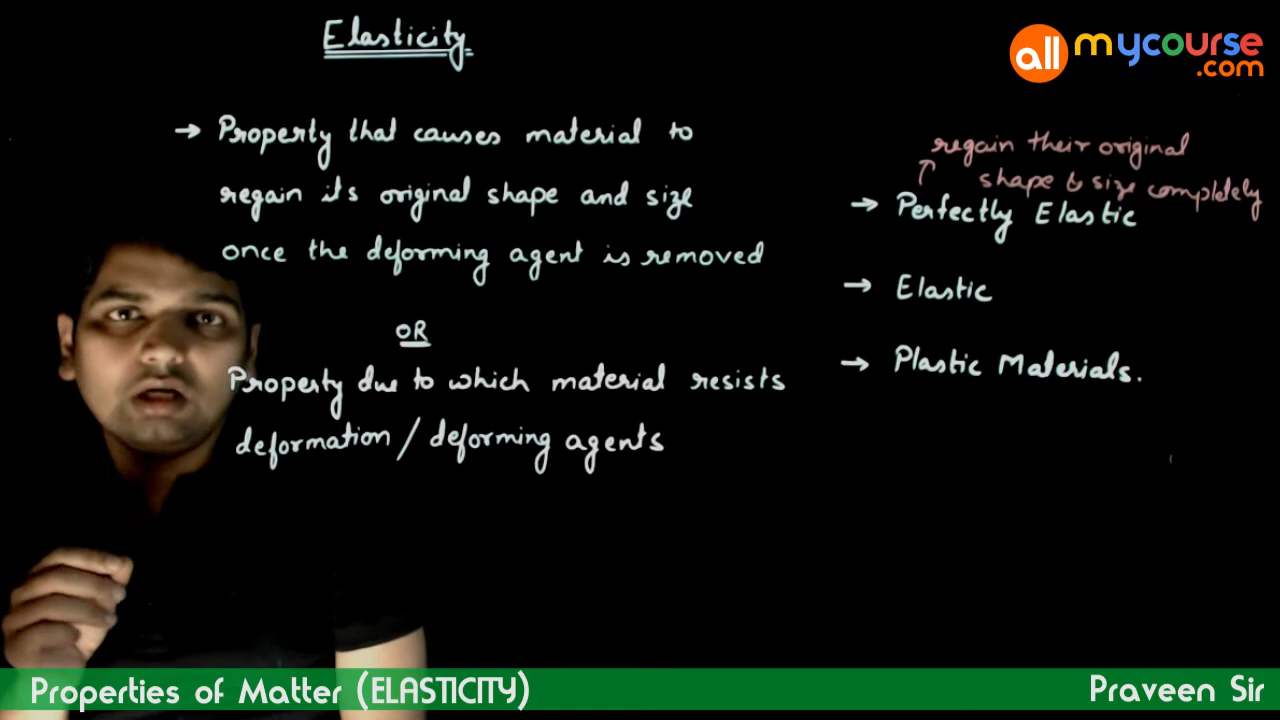 Elasticity
all mycourse
.com
→ Property that causes material to
regain its original shape and size
once the deforming agent is removed
OR
Property due to which material resists
deformation / deforming agents
regain their original
shape & size completely
→ Perfectly Elastic
→ Elastic
→ Plastic Materials.
Properties of Matter (ELASTICITY)
Praveen Sir